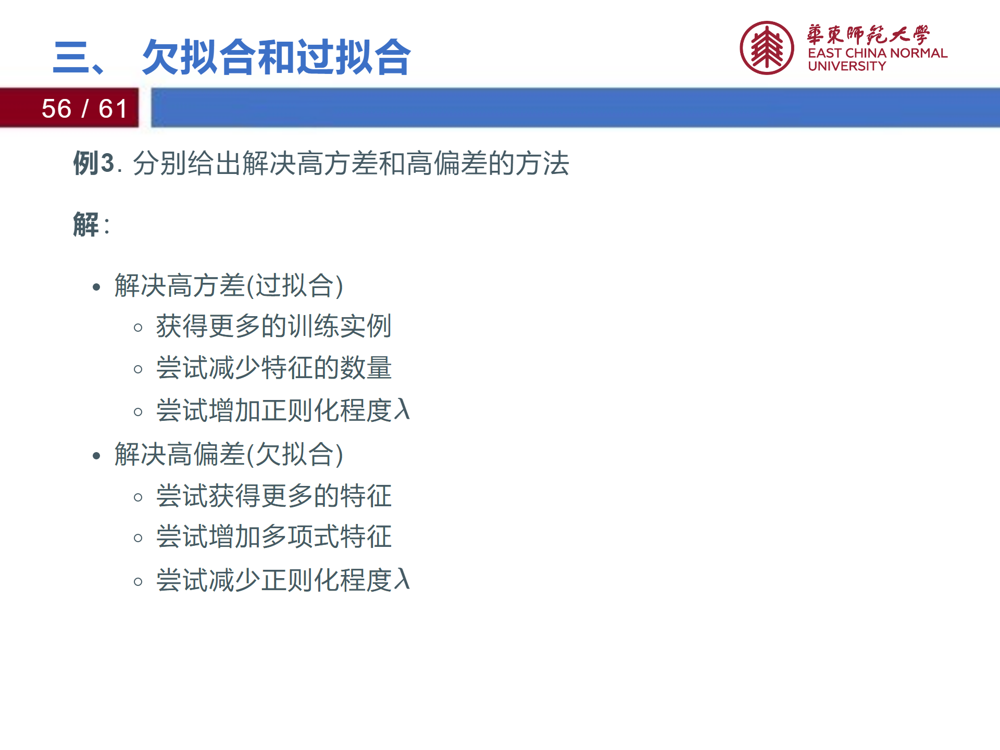 三、 欠拟合和过拟合
華東师范大學
EAST CHINA NORMAL
UNIVERSITY
56 / 61
例3. 分别给出解决高方差和高偏差的方法
解：
• 解决高方差(过拟合)
◦ 获得更多的训练实例
◦ 尝试减少特征的数量
◦ 尝试增加正则化程度λ
• 解决高偏差(欠拟合)
◦ 尝试获得更多的特征
◦ 尝试增加多项式特征
◦ 尝试减少正则化程度λ